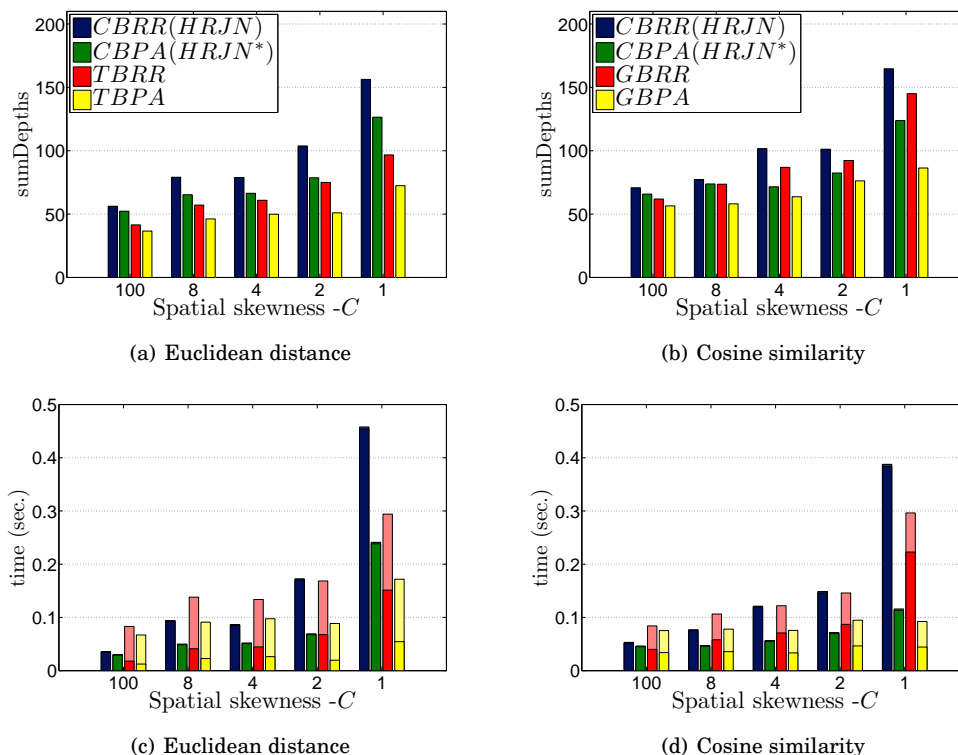 200
150
100
50
0
sumDepths
CBRR(HRJN)
CBPA(HRJN*)
TBRR
TBPA
100 8 4 2 1
Spatial skewness -C
(a) Euclidean distance
200
150
100
50
0
sumDepths
CBRR(HRJN)
CBPA(HRJN*)
GBRR
GBPA
100 8 4 2 1
Spatial skewness -C
(b) Cosine similarity
0.5
0.4
0.3
0.2
0.1
0
time (sec.)
100 8 4 2 1
Spatial skewness -C
(c) Euclidean distance
0.5
0.4
0.3
0.2
0.1
0
time (sec.)
100 8 4 2 1
Spatial skewness -C
(d) Cosine similarity